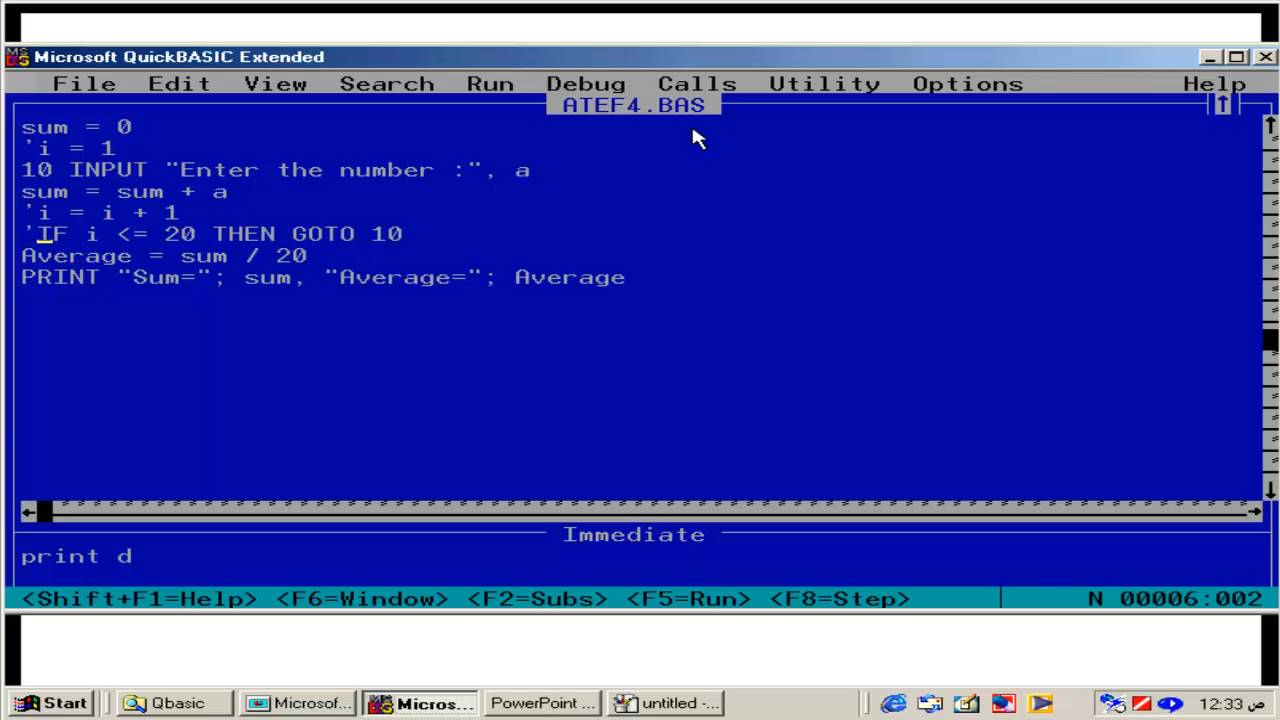 Microsoft QuickBASIC Extended
File Edit View Search Run Debug Calls Utility Options Help
ATEF4.BAS
sum = 0
'i = 1
10 INPUT "Enter the number :", a
sum = sum + a
'i = i + 1
'IF i <= 20 THEN GOTO 10
Average = sum / 20
PRINT "Sum="; sum, "Average="; Average
Immediate
print d
<Shift+F1=Help> <F6=Window> <F2=Subs> <F5=Run> <F8=Step> N 00006:002
Start Qbasic Microsof... Micros... PowerPoint ... untitled -... 12:33 ص